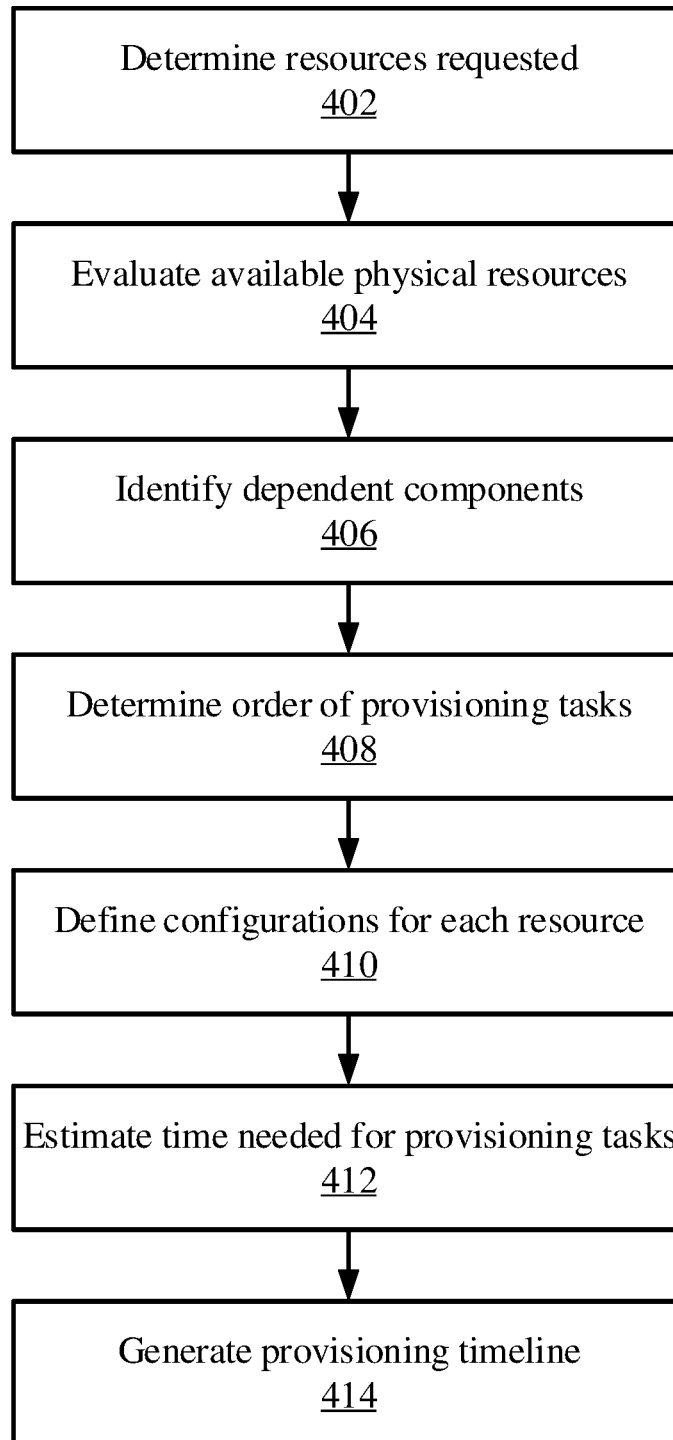 Determine resources requested
402
Evaluate available physical resources
404
Identify dependent components
406
Determine order of provisioning tasks
408
Define configurations for each resource
410
Estimate time needed for provisioning tasks
412
Generate provisioning timeline
414